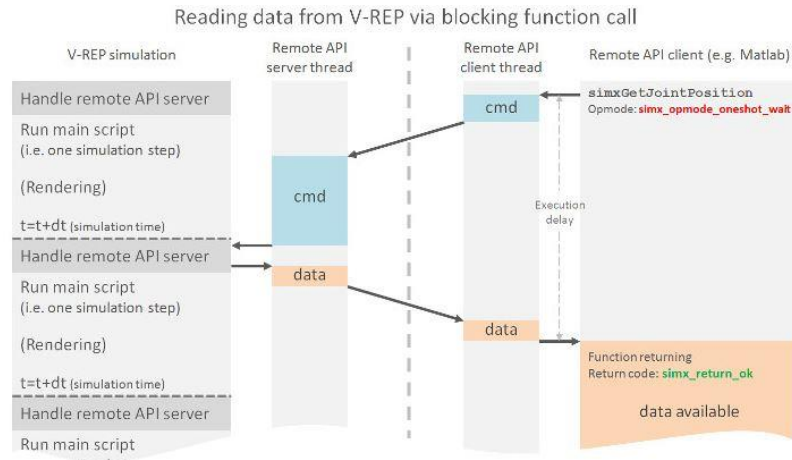 Reading data from V-REP via blocking function call
V-REP simulation
Remote API
server thread
Remote API
client thread
Remote API client (e.g. Matlab)
Handle remote API server
Run main script
(i.e. one simulation step)
(Rendering)
t=t+dt (simulation time)
Handle remote API server
Run main script
(i.e. one simulation step)
(Rendering)
t=t+dt (simulation time)
Handle remote API server
Run main script
cmd
data
cmd
data
Execution
delay
simxGetJointPosition
Opmode: simx_opmode_oneshot_wait
Function returning
Return code: simx_return_ok
data available